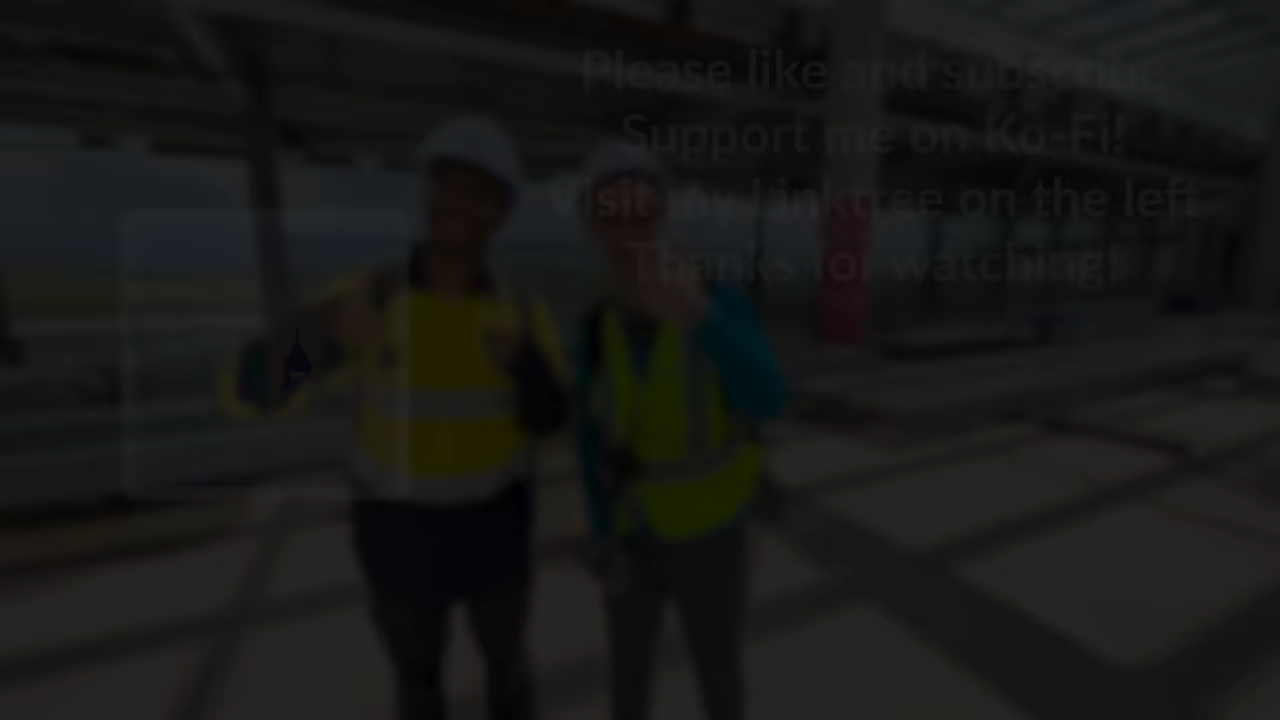 Please like and subscribe
Support me on Ko-Fi!
Visit my Linktree on the left
Thanks for watching!